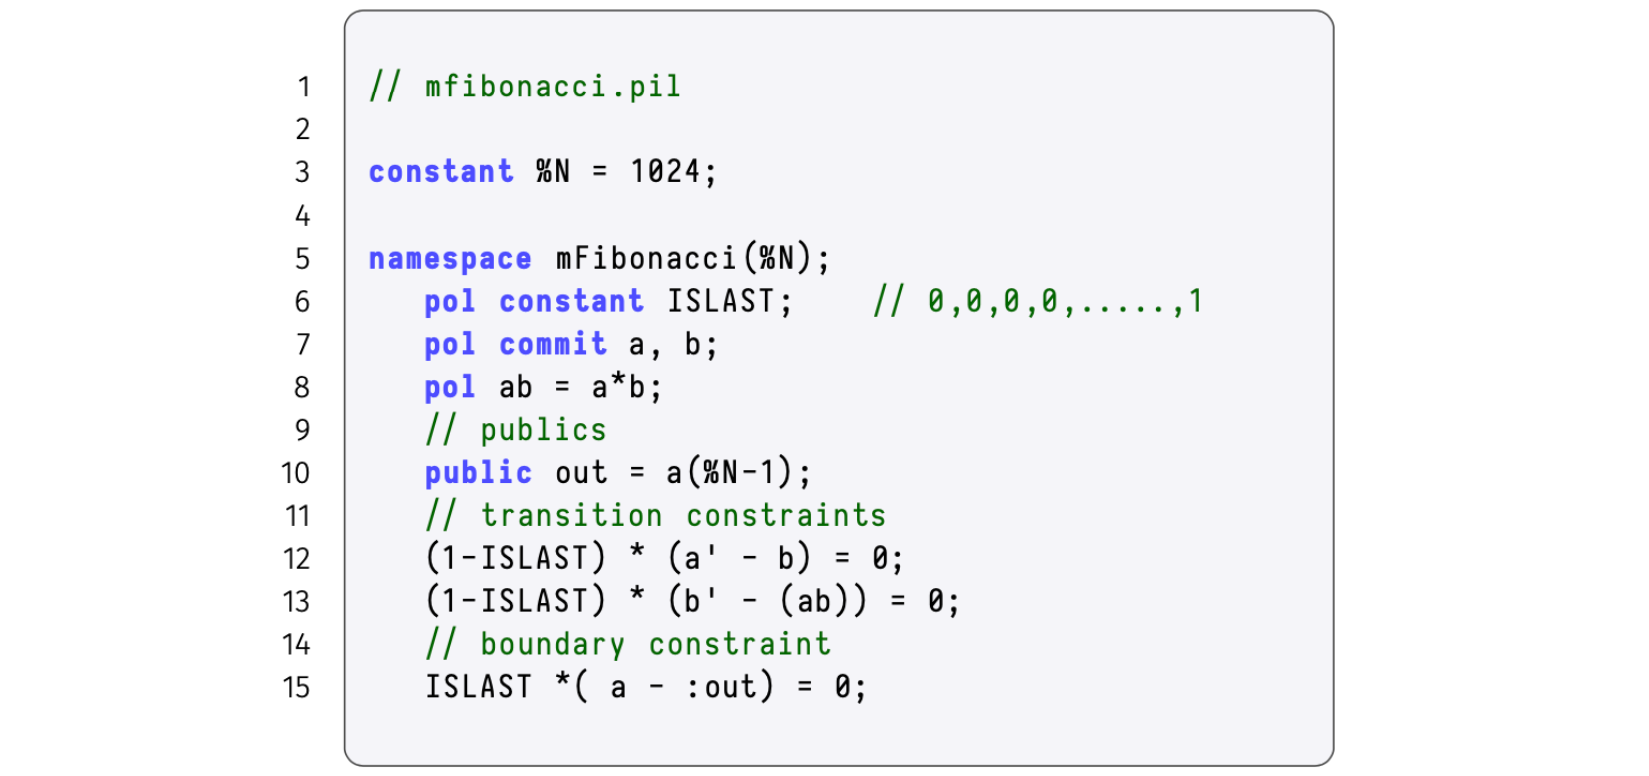 1 // mfibonacci.pil
2
3 constant %N = 1024;
4
5 namespace mFibonacci(%N);
6 pol constant ISLAST; // 0,0,0,0,.....,1
7 pol commit a, b;
8 pol ab = a*b;
9 // publics
10 public out = a(%N-1);
11 // transition constraints
12 (1-ISLAST) * (a' - b) = 0;
13 (1-ISLAST) * (b' - (ab)) = 0;
14 // boundary constraint
15 ISLAST *( a - :out) = 0;